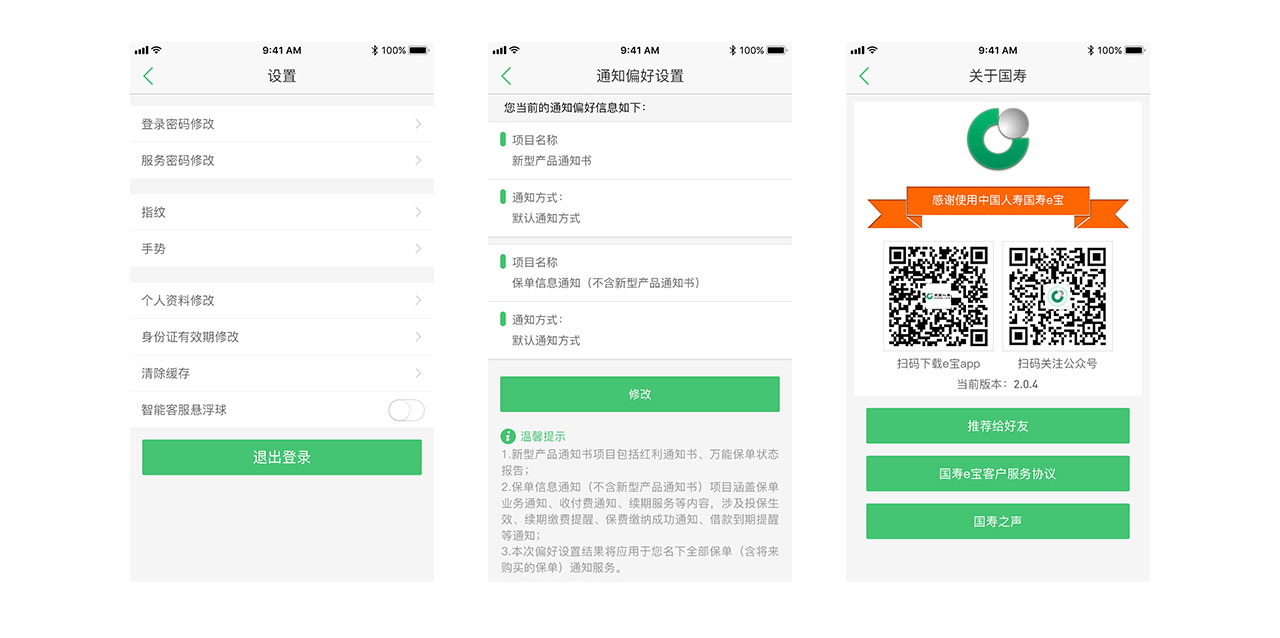 9:41 AM
100%
设置
登录密码修改
服务密码修改
指纹
手势
个人资料修改
身份证有效期修改
清除缓存
智能客服悬浮球
退出登录
9:41 AM
100%
通知偏好设置
您当前的通知偏好信息如下：
项目名称
新型产品通知书
通知方式：
默认通知方式
项目名称
保单信息通知（不含新型产品通知书）
通知方式：
默认通知方式
修改
温馨提示
1.新型产品通知书项目包括红利通知书、万能保单状态
报告；
2.保单信息通知（不含新型产品通知书）项目涵盖保单
业务通知、收付费通知、续期服务等内容，涉及投保生
效、续期缴费提醒、保费缴纳成功通知、借款到期提醒
等通知；
3.本次偏好设置结果将应用于您名下全部保单（含将来
购买的保单）通知服务。
9:41 AM
100%
关于国寿
感谢使用中国人寿国寿e宝
扫码下载e宝app
扫码关注公众号
当前版本：2.0.4
推荐给好友
国寿e宝客户服务协议
国寿之声